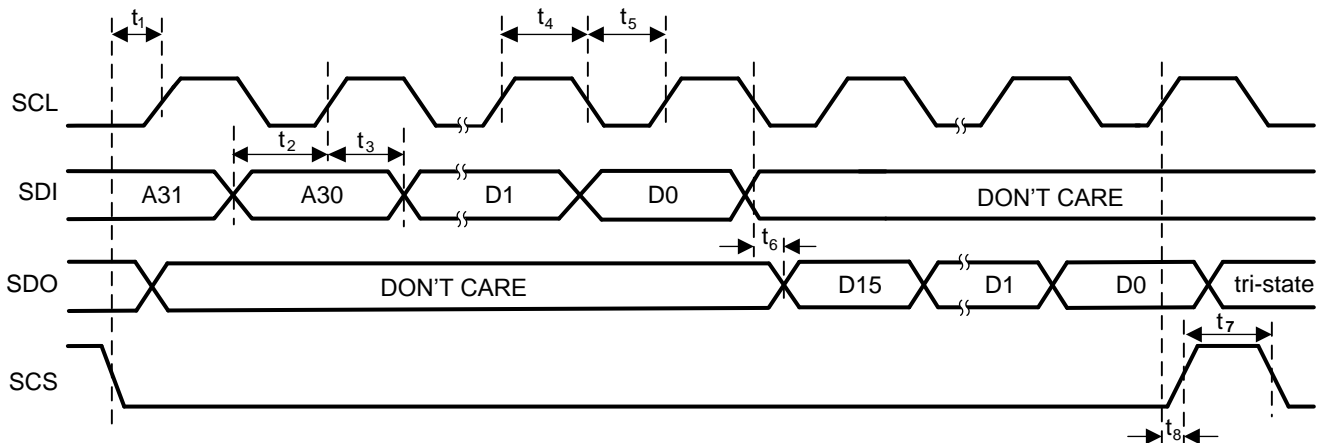 t1 t4 t5
SCL
t2 t3
SDI A31 A30 D1 D0 DON'T CARE
t6
SDO DON'T CARE D15 D1 D0 tri-state
t7
SCS
t8